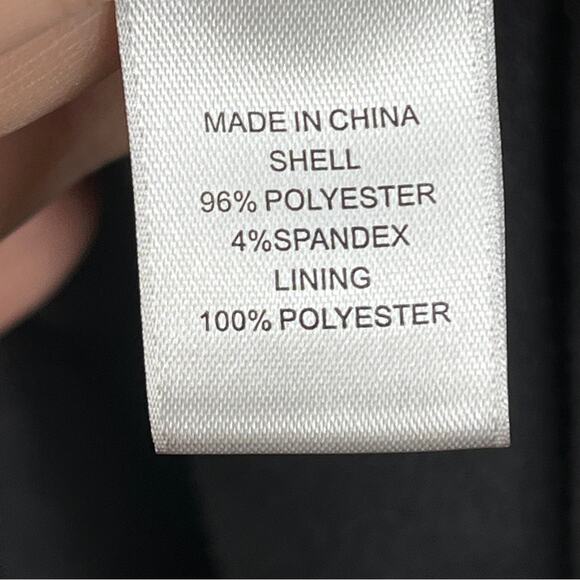 MADE IN CHINA
SHELL
96% POLYESTER
4%SPANDEX
LINING
100% POLYESTER